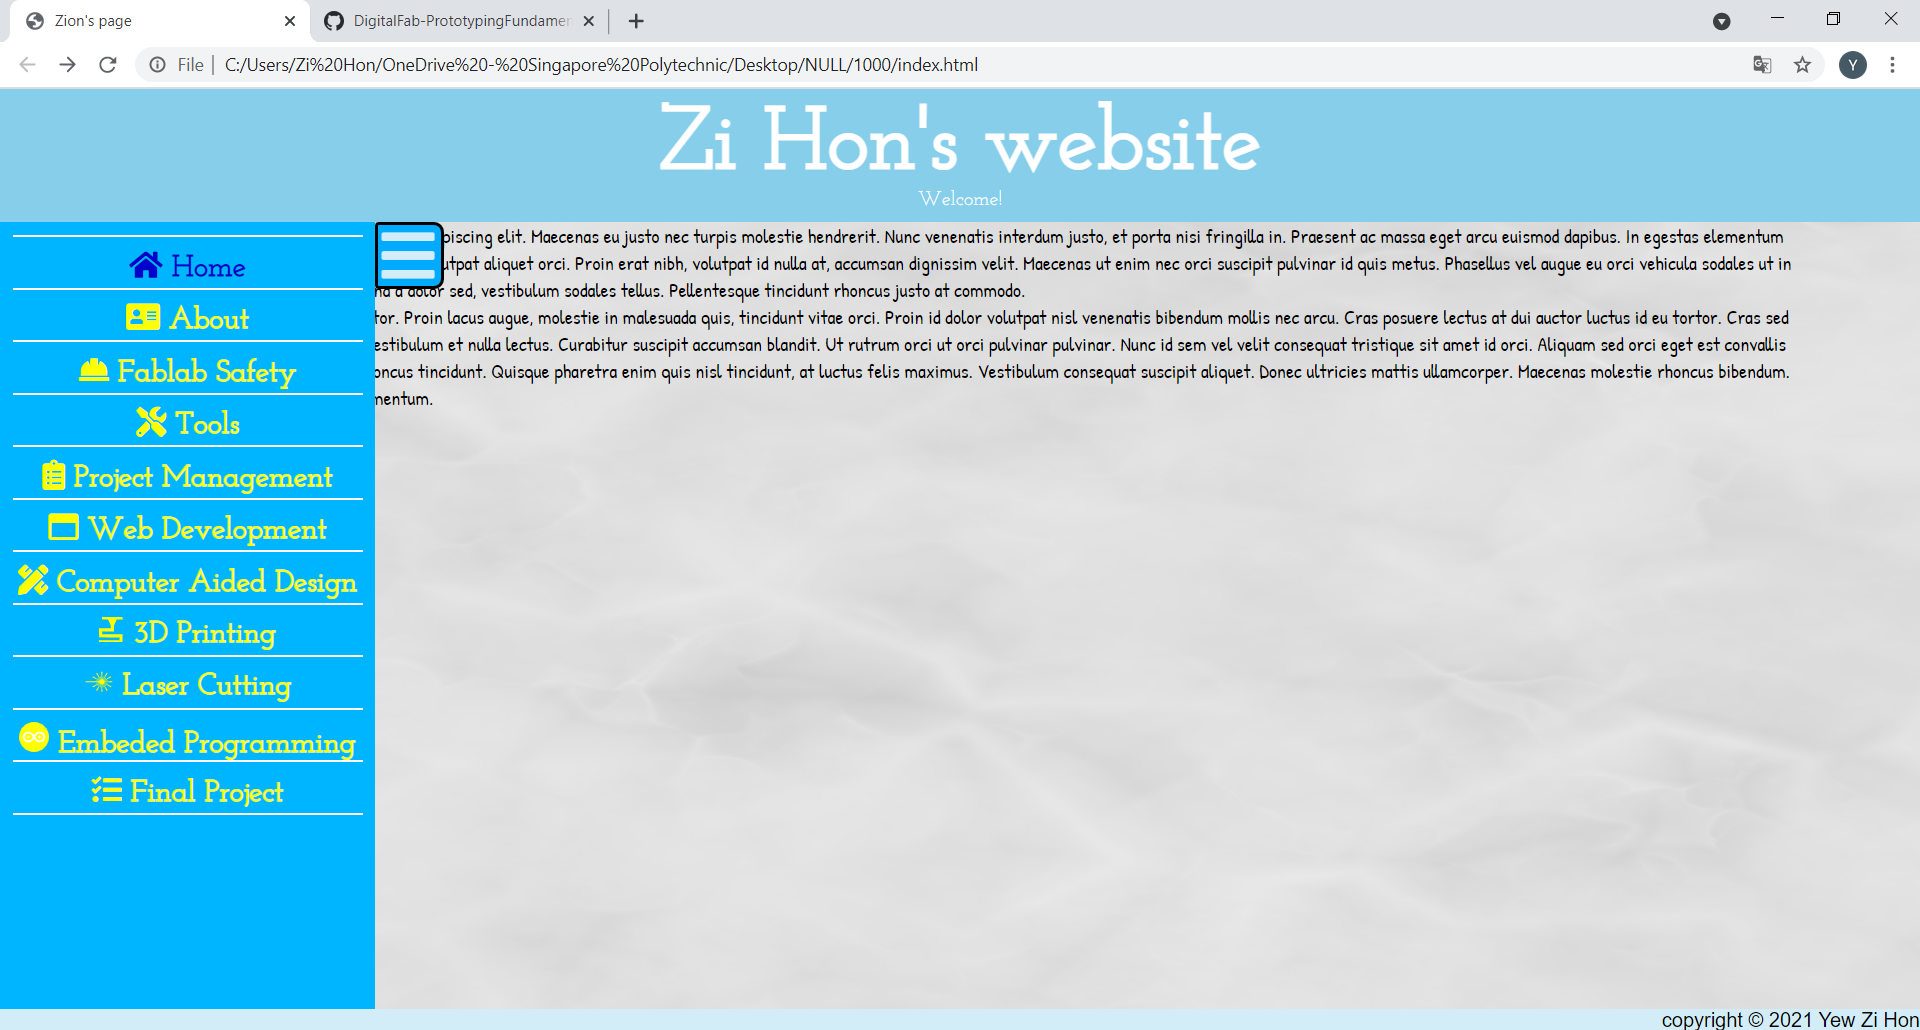 Zion's page
DigitalFab-PrototypingFundamen
File | C:/Users/Zi%20Hon/OneDrive%20-%20Singapore%20Polytechnic/Desktop/NULL/1000/index.html
Y
Zi Hon's website
Welcome!
Home
About
Fablab Safety
Tools
Project Management
Web Development
Computer Aided Design
3D Printing
Laser Cutting
Embeded Programming
Final Project
piscing elit. Maecenas eu justo nec turpis molestie hendrerit. Nunc venenatis interdum justo, et porta nisi fringilla in. Praesent ac massa eget arcu euismod dapibus. In egestas elementum
utpat aliquet orci. Proin erat nibh, volutpat id nulla at, accumsan dignissim velit. Maecenas ut enim nec orci suscipit pulvinar id quis metus. Phasellus vel augue eu orci vehicula sodales ut in
a dolor sed, vestibulum sodales tellus. Pellentesque tincidunt rhoncus justo at commodo.
tor. Proin lacus augue, molestie in malesuada quis, tincidunt vitae orci. Proin id dolor volutpat nisl venenatis bibendum mollis nec arcu. Cras posuere lectus at dui auctor luctus id eu tortor. Cras sed
estibulum et nulla lectus. Curabitur suscipit accumsan blandit. Ut rutrum orci ut orci pulvinar pulvinar. Nunc id sem vel velit consequat tristique sit amet id orci. Aliquam sed orci eget est convallis
oncus tincidunt. Quisque pharetra enim quis nisl tincidunt, at luctus felis maximus. Vestibulum consequat suscipit aliquet. Donec ultricies mattis ullamcorper. Maecenas molestie rhoncus bibendum.
mentum.
copyright © 2021 Yew Zi Hon